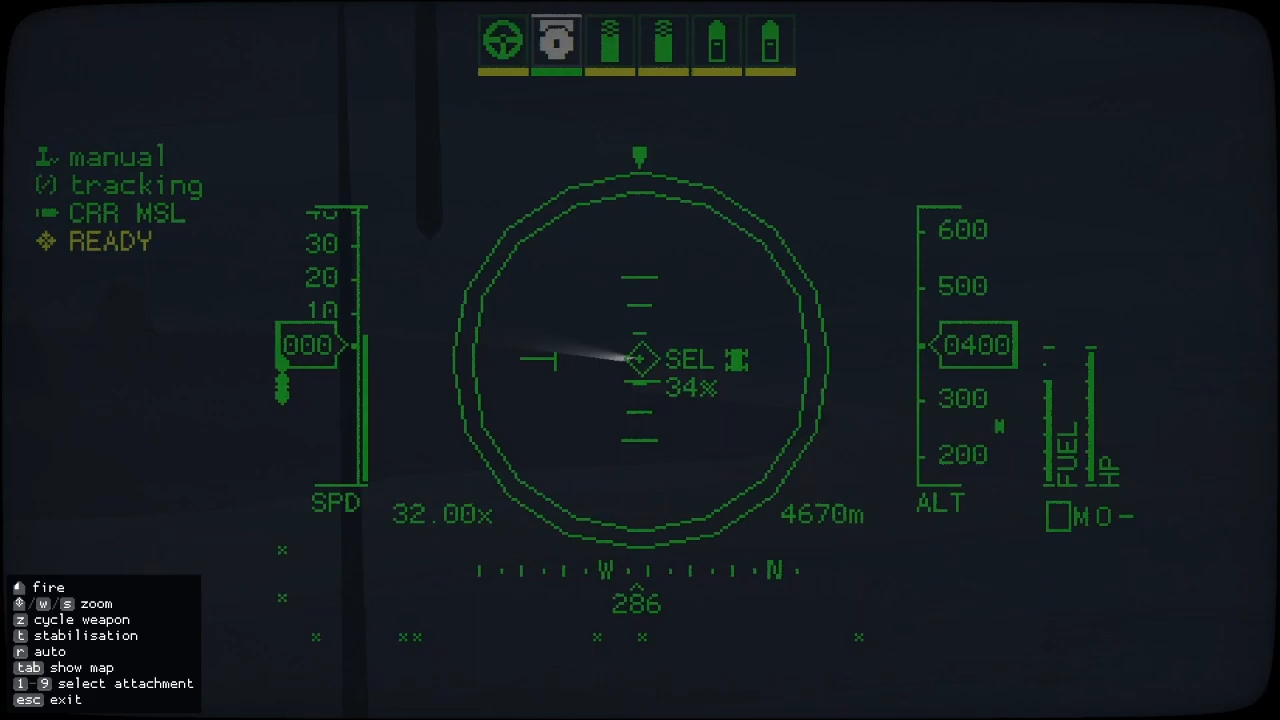 manual
tracking
CRR MSL
READY
40
30
20
10
000
SPD
32.00x
SEL
34%
4670m
W N
286
600
500
0400
300
200
N
ALT
FUEL
HP
MO-
fire
w/s zoom
z cycle weapon
t stabilisation
r auto
tab show map
1-9 select attachment
esc exit